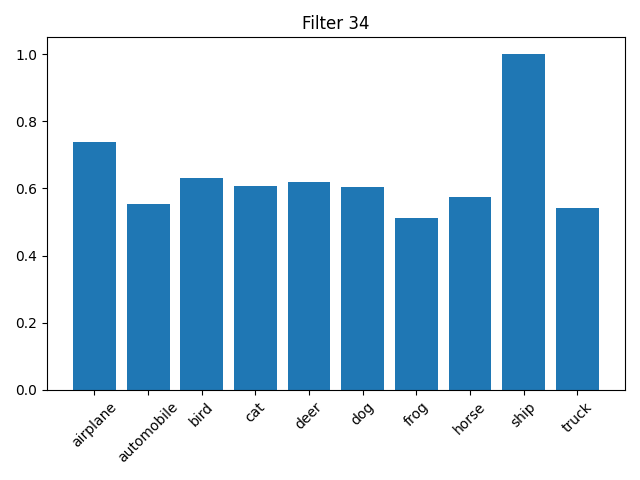 Filter 34
1.0
0.8
0.6
0.4
0.2
0.0
airplane
automobile
bird
cat
deer
dog
frog
horse
ship
truck